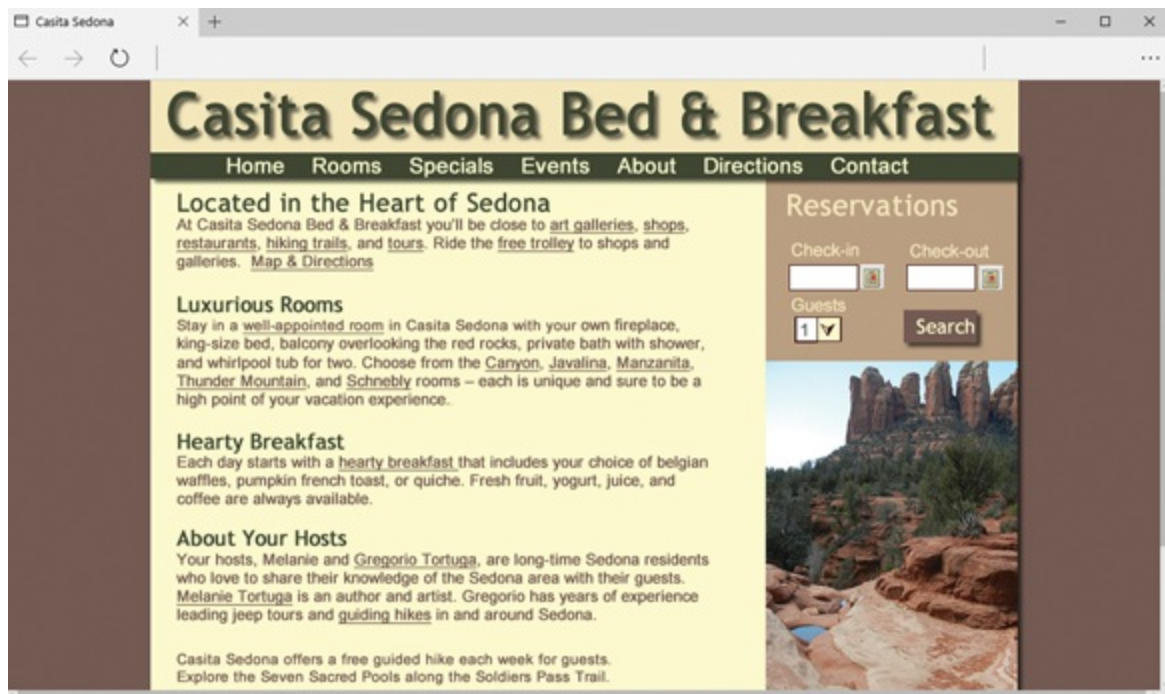 Casita Sedona
Casita Sedona Bed & Breakfast
Home Rooms Specials Events About Directions Contact
Located in the Heart of Sedona
At Casita Sedona Bed & Breakfast you'll be close to art galleries, shops,
restaurants, hiking trails, and tours. Ride the free trolley to shops and
galleries. Map & Directions
Luxurious Rooms
Stay in a well-appointed room in Casita Sedona with your own fireplace,
king-size bed, balcony overlooking the red rocks, private bath with shower,
and whirlpool tub for two. Choose from the Canyon, Javalina, Manzanita,
Thunder Mountain, and Schnebly rooms – each is unique and sure to be a
high point of your vacation experience.
Hearty Breakfast
Each day starts with a hearty breakfast that includes your choice of belgian
waffles, pumpkin french toast, or quiche. Fresh fruit, yogurt, juice, and
coffee are always available.
About Your Hosts
Your hosts, Melanie and Gregorio Tortuga, are long-time Sedona residents
who love to share their knowledge of the Sedona area with their guests.
Melanie Tortuga is an author and artist. Gregorio has years of experience
leading jeep tours and guiding hikes in and around Sedona.
Casita Sedona offers a free guided hike each week for guests.
Explore the Seven Sacred Pools along the Soldiers Pass Trail.
Reservations
Check-in Check-out
Guests
1 Search